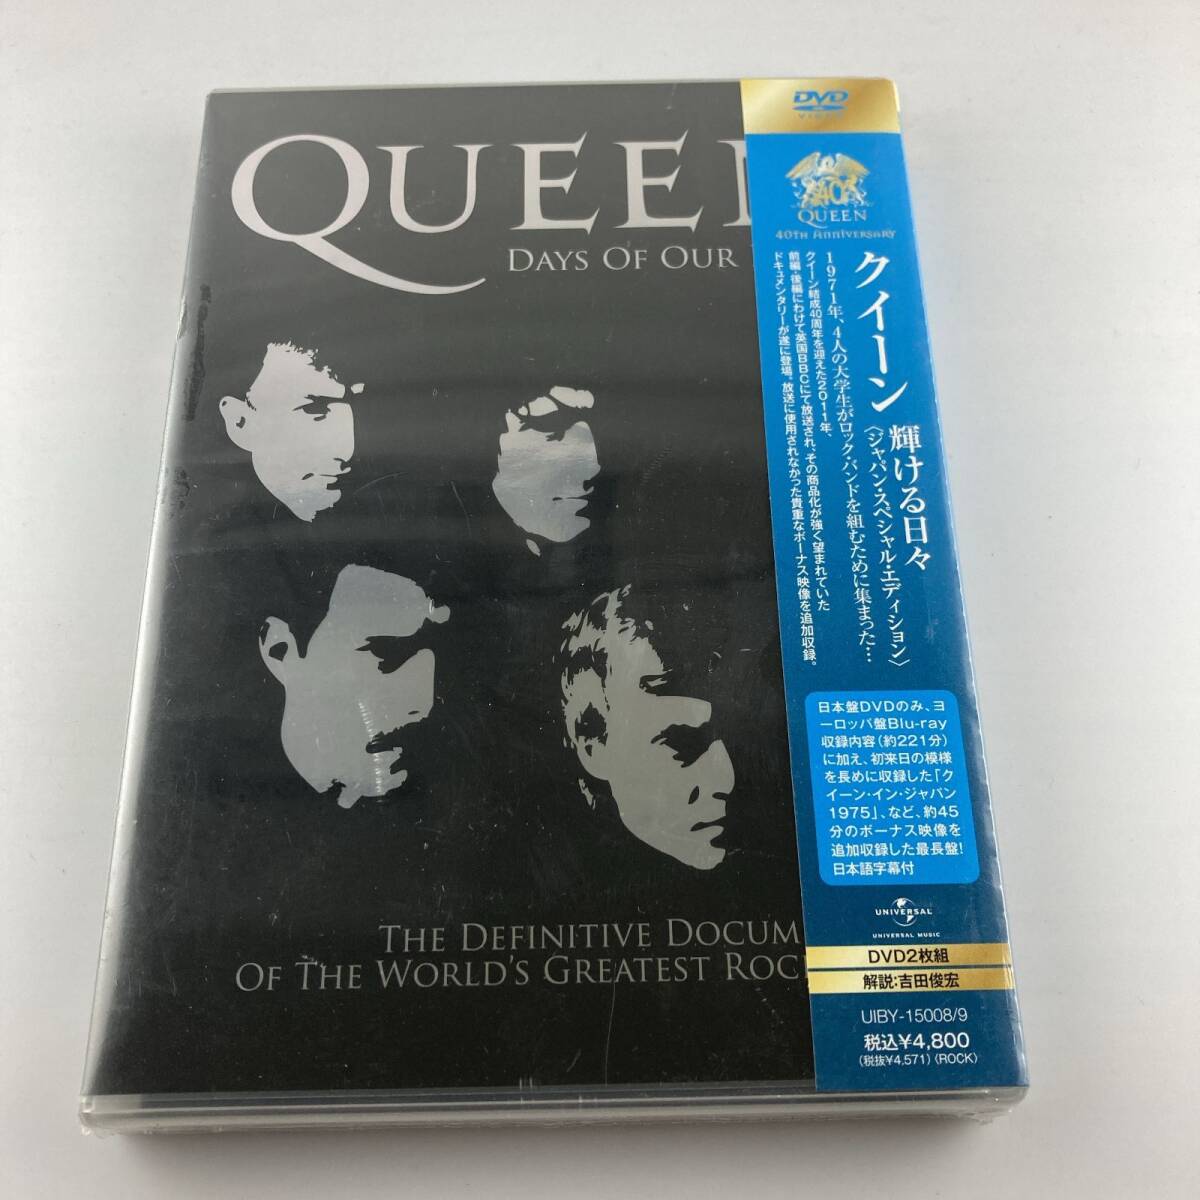 QUEEN
DAYS OF OUR
THE DEFINITIVE DOCUM
OF THE WORLD'S GREATEST ROC
DVD
VIDEO
40
QUEEN
40TH ANNIVERSARY
クイーン 輝ける日々
〈ジャパン・スペシャル・エディション〉
1971年、4人の大学生がロック・バンドを組むために集まった…
クイーン結成40周年を迎えた2011年、
前編・後編にわけて英国BBCにて放送され、その商品化が強く望まれていた
ドキュメンタリーが遂に登場。放送に使用されなかった貴重なボーナス映像を追加収録。
日本盤DVDのみ、ヨ
ーロッパ盤Blu-ray
収録内容(約221分)
に加え、初来日の模様
を長めに収録した「ク
イーン・イン・ジャパン
1975」、など、約45
分のボーナス映像を
追加収録した最長盤!
日本語字幕付
UNIVERSAL
UNIVERSAL MUSIC
DVD2枚組
解説:吉田俊宏
UIBY-15008/9
税込¥4,800
(税抜¥4,571) (ROCK)